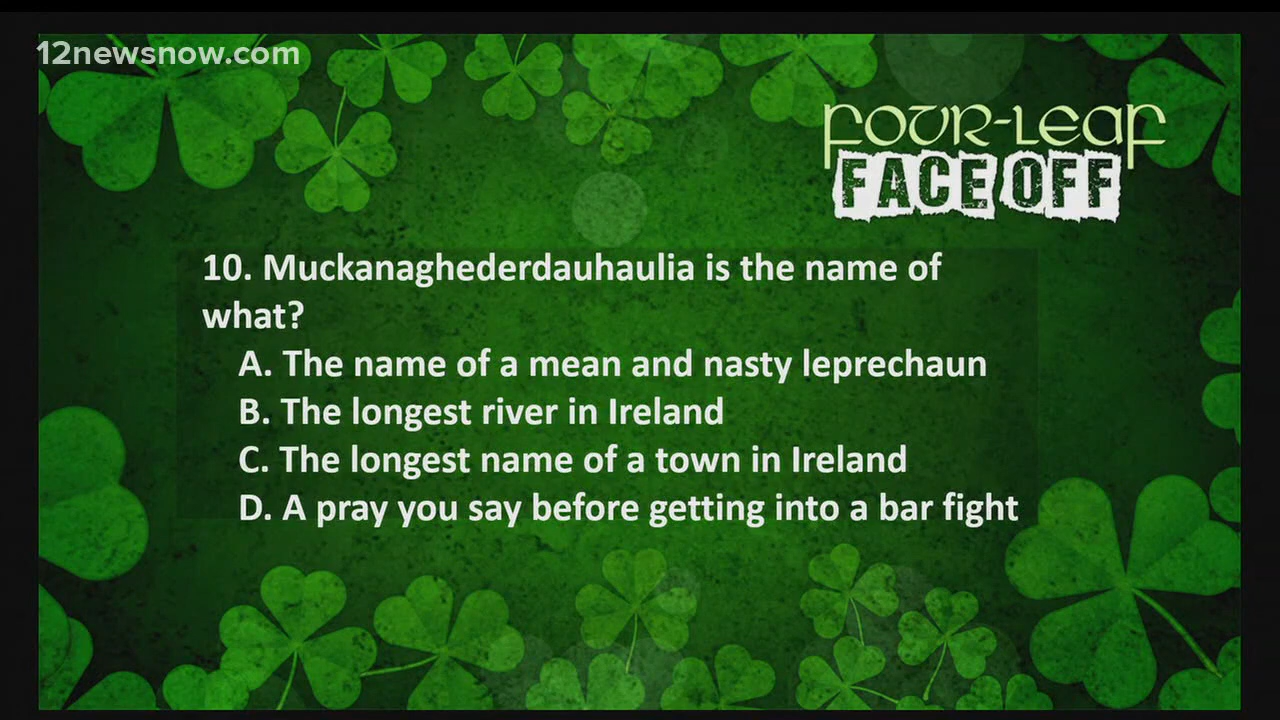 12newsnow.com
FOUR-LEAF
FACE OFF
10. Muckanaghederdauhaulia is the name of
what?
A. The name of a mean and nasty leprechaun
B. The longest river in Ireland
C. The longest name of a town in Ireland
D. A pray you say before getting into a bar fight